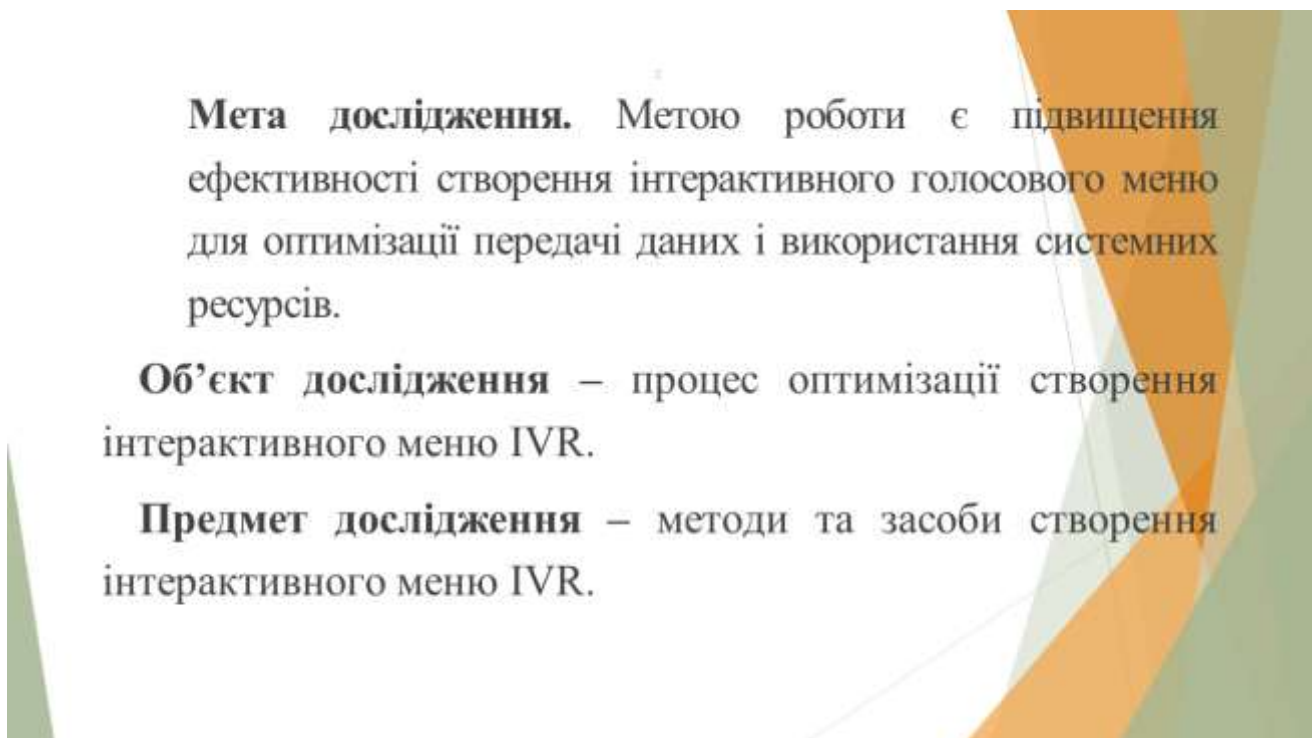 Мета дослідження. Метою роботи є підвищення
ефективності створення інтерактивного голосового меню
для оптимізації передачі даних і використання системних
ресурсів.
Об’єкт дослідження – процес оптимізації створення
інтерактивного меню IVR.
Предмет дослідження – методи та засоби створення
інтерактивного меню IVR.